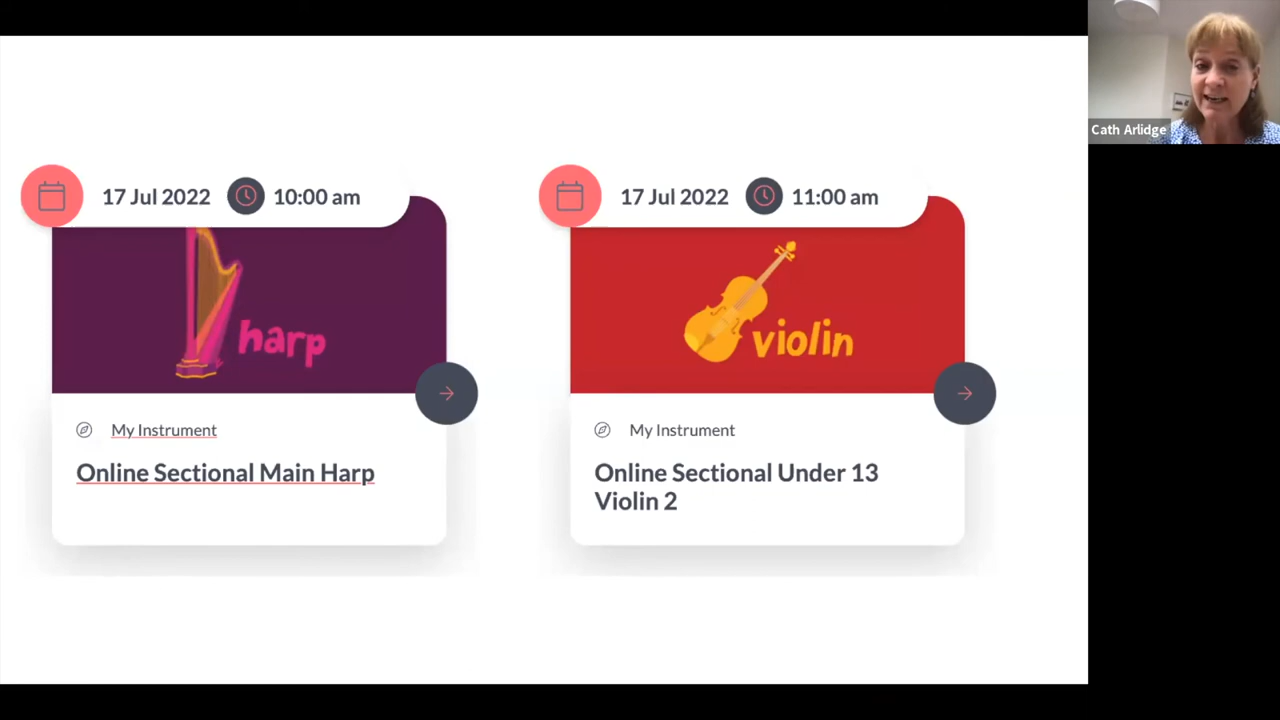 17 Jul 2022 10:00 am
harp
My Instrument
Online Sectional Main Harp
17 Jul 2022 11:00 am
violin
My Instrument
Online Sectional Under 13
Violin 2
Cath Arlidge